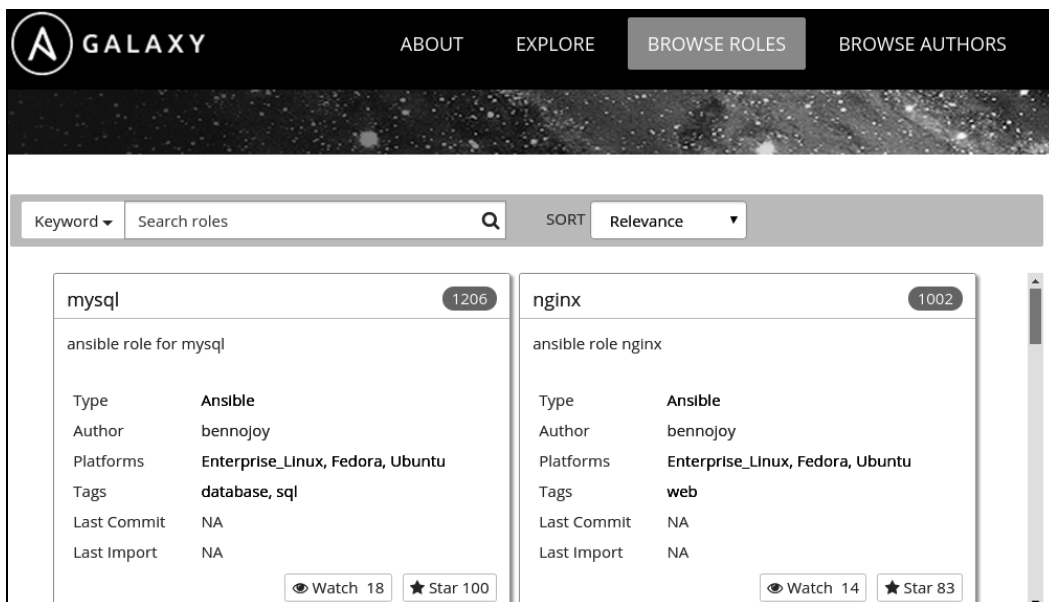 GALAXY ABOUT EXPLORE BROWSE ROLES BROWSE AUTHORS
Keyword Search roles SORT Relevance
mysql 1206
ansible role for mysql
Type Ansible
Author bennojoy
Platforms Enterprise_Linux, Fedora, Ubuntu
Tags database, sql
Last Commit NA
Last Import NA
Watch 18 Star 100
nginx 1002
ansible role nginx
Type Ansible
Author bennojoy
Platforms Enterprise_Linux, Fedora, Ubuntu
Tags web
Last Commit NA
Last Import NA
Watch 14 Star 83